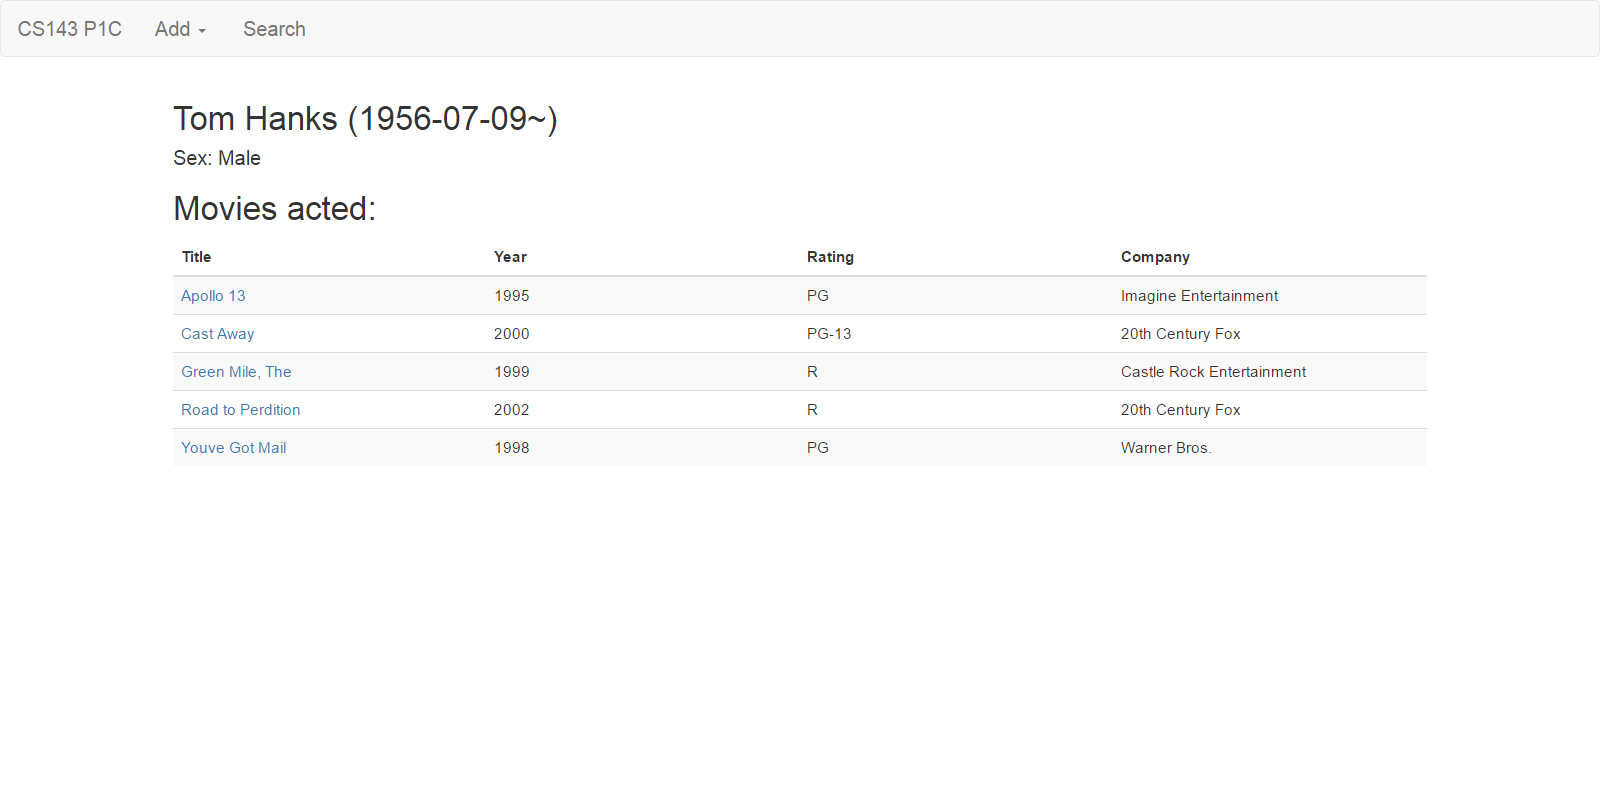 CS143 P1C Add Search
Tom Hanks (1956-07-09~)
Sex: Male
Movies acted:
Title Year Rating Company
Apollo 13 1995 PG Imagine Entertainment
Cast Away 2000 PG-13 20th Century Fox
Green Mile, The 1999 R Castle Rock Entertainment
Road to Perdition 2002 R 20th Century Fox
Youve Got Mail 1998 PG Warner Bros.